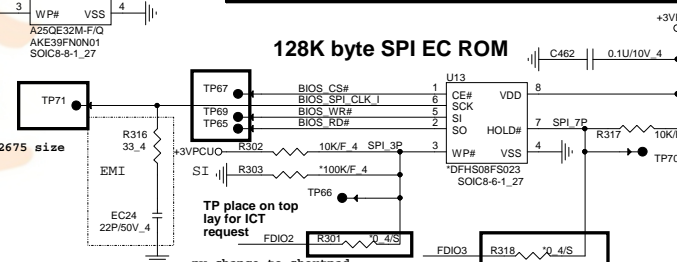 3 WP# VSS 4
A25QE32M-F/Q
AKE39FN0N01
SOIC8-8-1_27
128K byte SPI EC ROM
C462 0.1U/10V_4
TP71
TP67
TP69
TP65
BIOS_CS#
BIOS_SPI_CLK_I
BIOS_WR#
BIOS_RD#
U13
1 CE# VDD 8
6 SCK
5 SI
2 SO HOLD# 7 SPI_7P
3 WP# VSS 4
*DFHS08FS023
SOIC8-6-1_27
R317
TP70
2675 size
R316
33_4
EMI
EC24
22P/50V_4
+3VPCUO R302 10K/F_4 SPI_3P
SI R303 *100K/F_4
TP66
TP place on top
lay for ICT
request
FDIO2 R301 *0_4/S
FDIO3 R318 *0_4/S